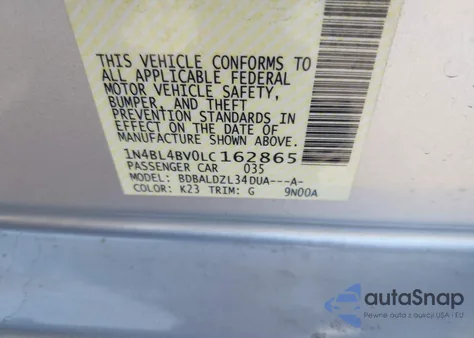 THIS VEHICLE CONFORMS TO
ALL APPLICABLE FEDERAL
MOTOR VEHICLE SAFETY,
BUMPER, AND THEFT
PREVENTION STANDARDS IN
EFFECT ON THE DATE OF
MANUFACTURE SHOWN ABOVE.
1N4BL4BV0LC162865
PASSENGER CAR 035
MODEL: BDBALDZL34DUA---A-
COLOR: K23 TRIM: G 9N00A
autoSnap
Pewne auta z aukcji USA - EU